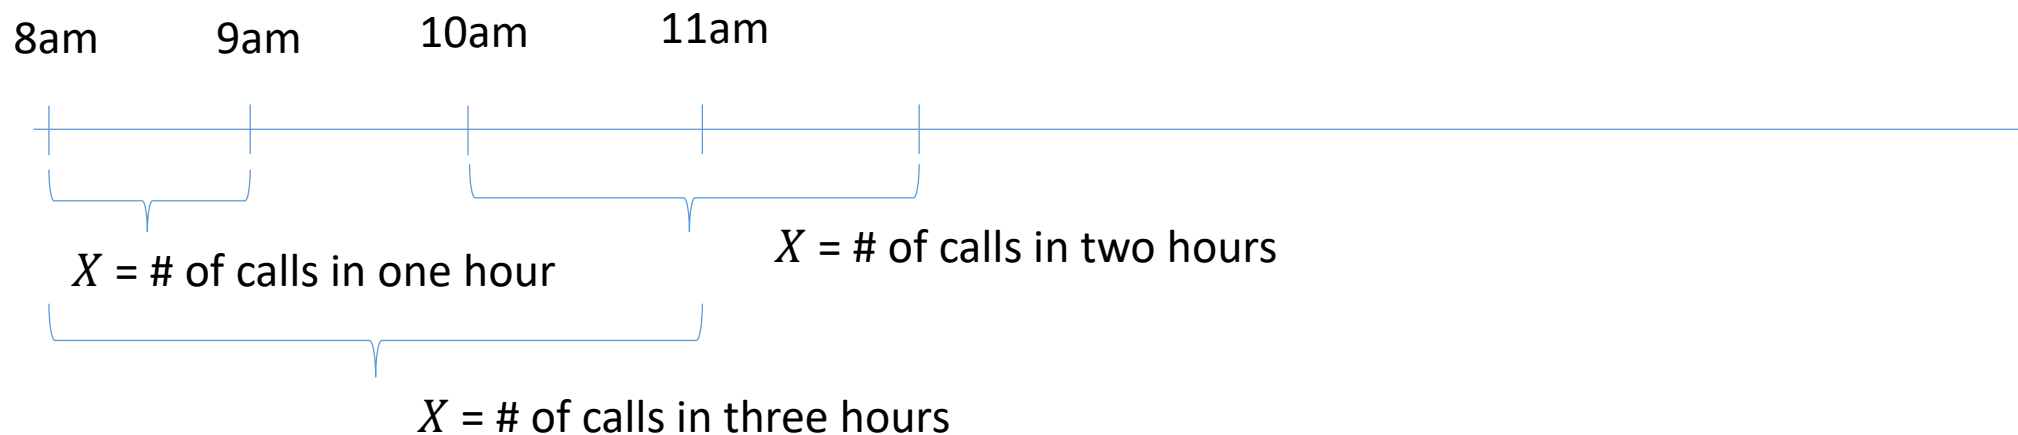 8am 9am 10am 11am
X = # of calls in one hour
X = # of calls in two hours
X = # of calls in three hours